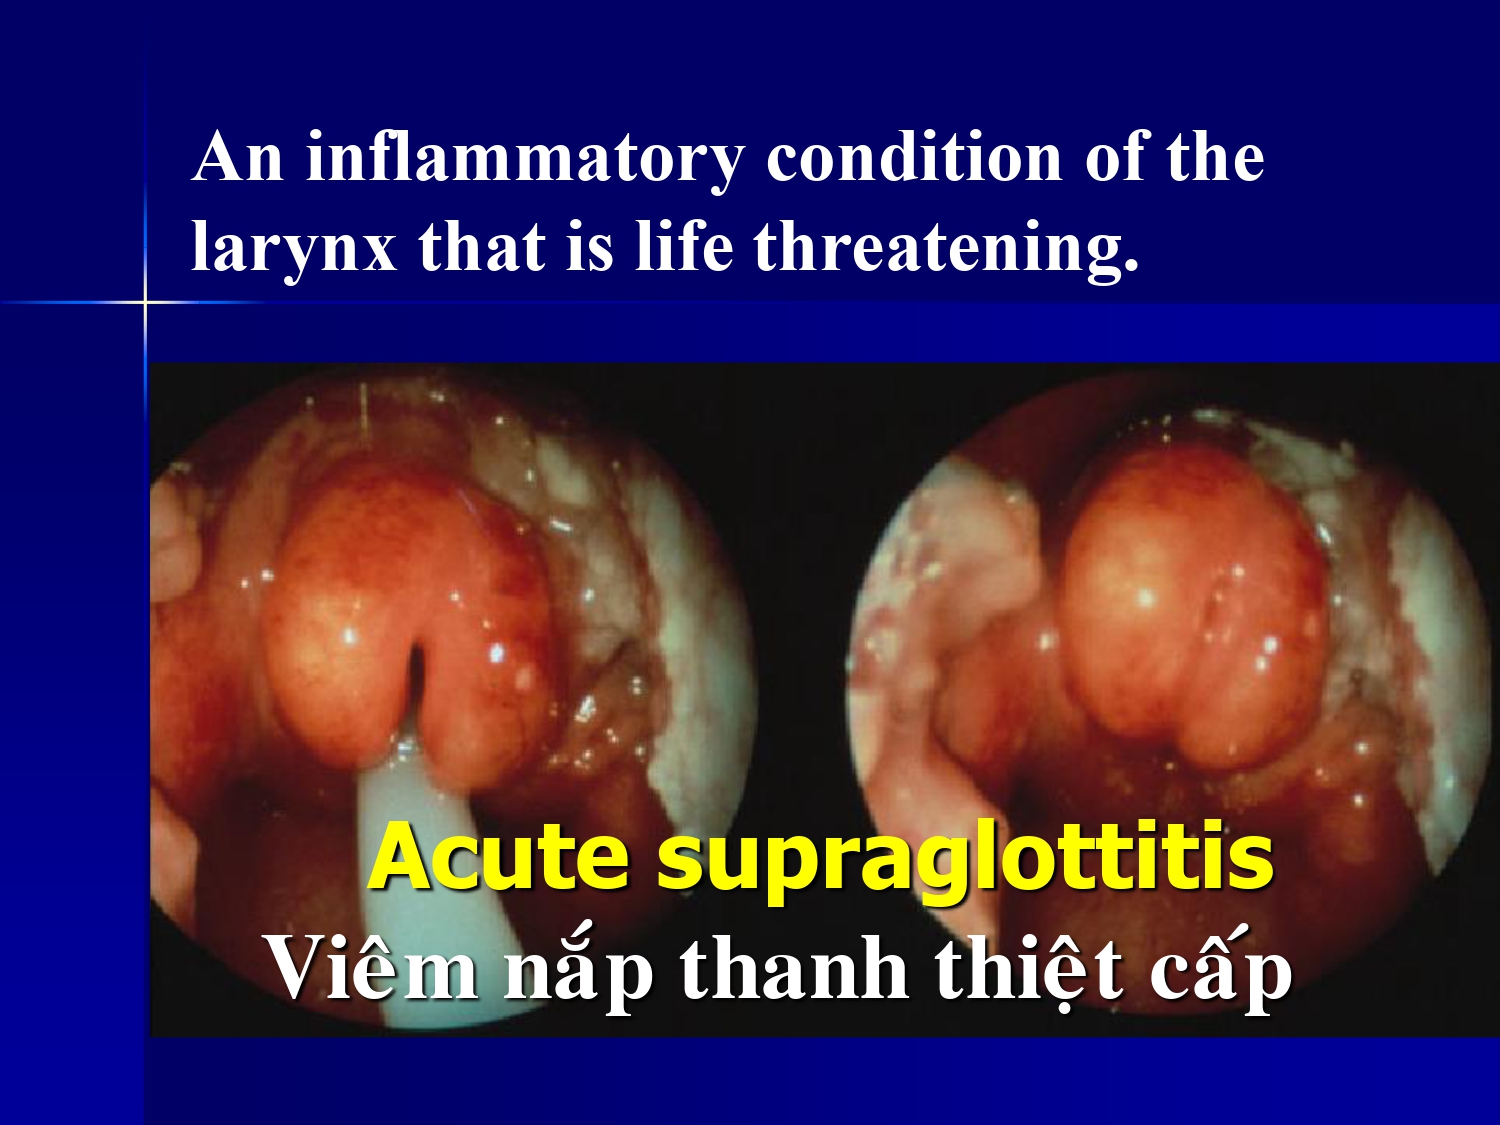 An inflammatory condition of the
larynx that is life threatening.
Acute supraglottitis
Viêm nắp thanh thiệt cấp